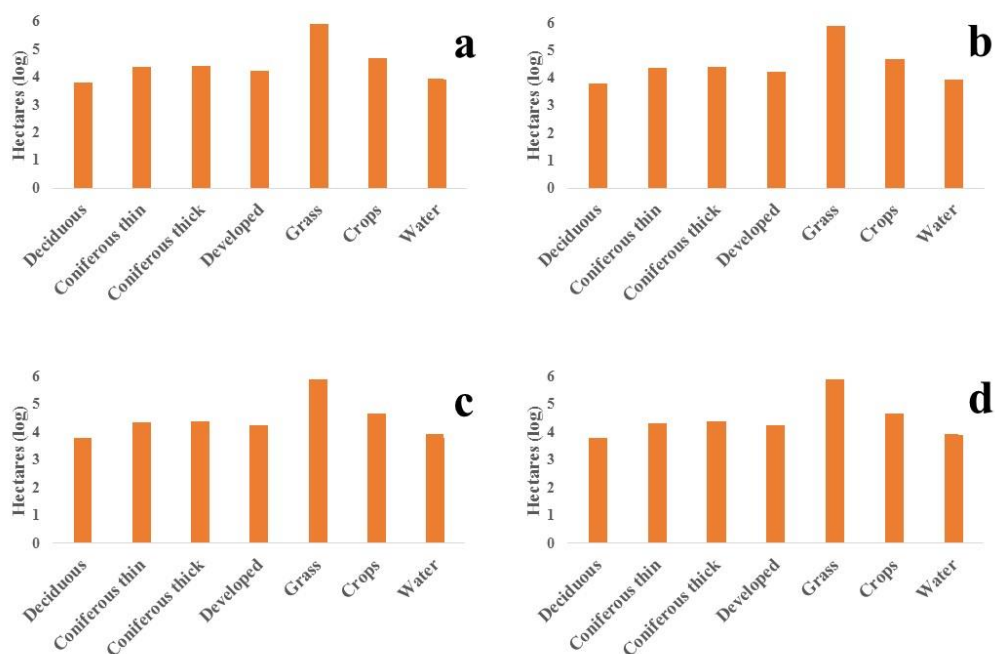 a
Hectares (log)
6
5
4
3
2
1
0
Deciduous
Coniferous thin
Coniferous thick
Developed
Grass
Crops
Water
b
Hectares (log)
6
5
4
3
2
1
0
Deciduous
Coniferous thin
Coniferous thick
Developed
Grass
Crops
Water
c
Hectares (log)
6
5
4
3
2
1
0
Deciduous
Coniferous thin
Coniferous thick
Developed
Grass
Crops
Water
d
Hectares (log)
6
5
4
3
2
1
0
Deciduous
Coniferous thin
Coniferous thick
Developed
Grass
Crops
Water